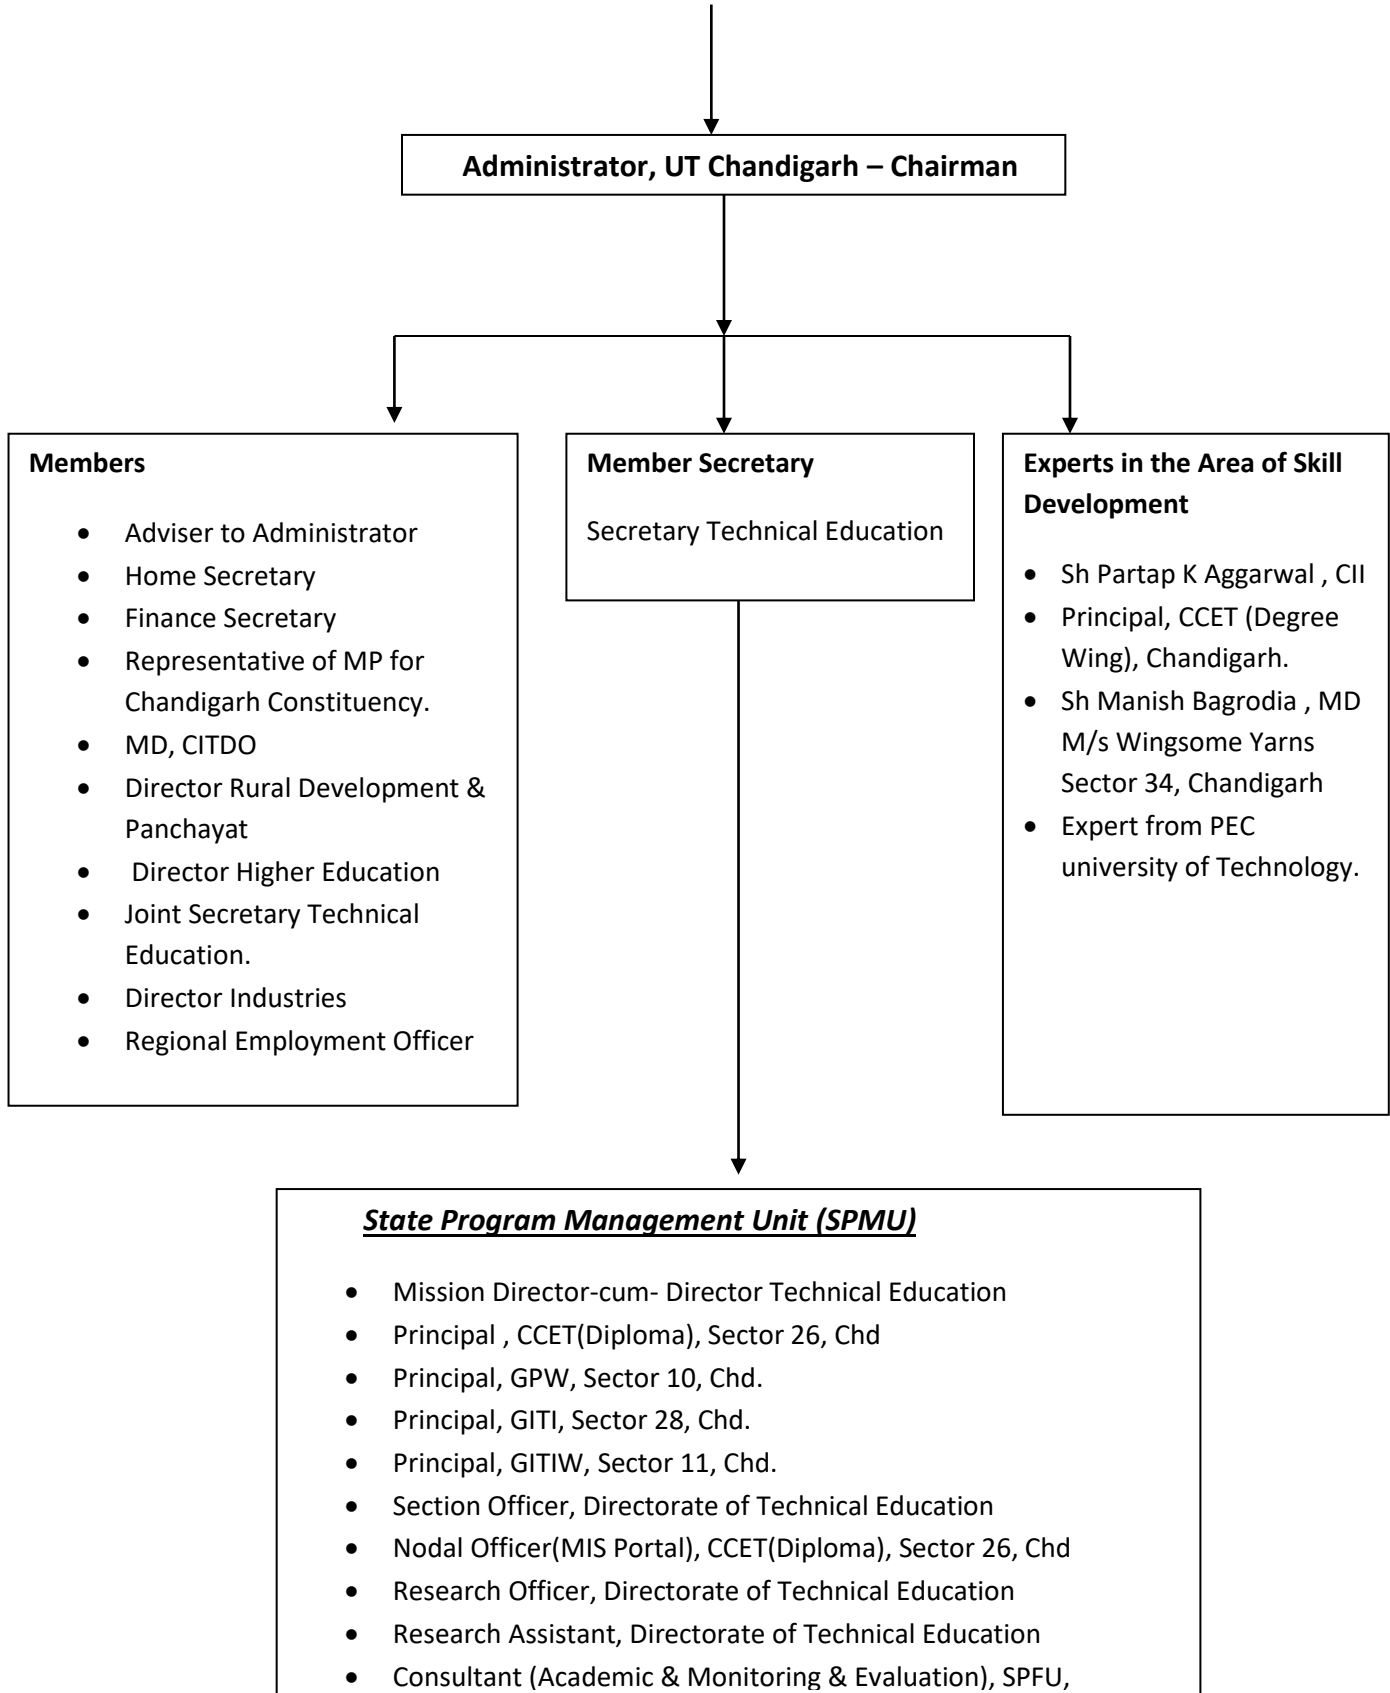 Administrator, UT Chandigarh – Chairman
Members
• Adviser to Administrator
• Home Secretary
• Finance Secretary
• Representative of MP for
Chandigarh Constituency.
• MD, CITDO
• Director Rural Development &
Panchayat
• Director Higher Education
• Joint Secretary Technical
Education.
• Director Industries
• Regional Employment Officer
Member Secretary
Secretary Technical Education
Experts in the Area of Skill
Development
• Sh Partap K Aggarwal , CII
• Principal, CCET (Degree
Wing), Chandigarh.
• Sh Manish Bagrodia , MD
M/s Wingsome Yarns
Sector 34, Chandigarh
• Expert from PEC
university of Technology.
State Program Management Unit (SPMU)
• Mission Director-cum- Director Technical Education
• Principal , CCET(Diploma), Sector 26, Chd
• Principal, GPW, Sector 10, Chd.
• Principal, GITI, Sector 28, Chd.
• Principal, GITIW, Sector 11, Chd.
• Section Officer, Directorate of Technical Education
• Nodal Officer(MIS Portal), CCET(Diploma), Sector 26, Chd
• Research Officer, Directorate of Technical Education
• Research Assistant, Directorate of Technical Education
• Consultant (Academic & Monitoring & Evaluation), SPFU,